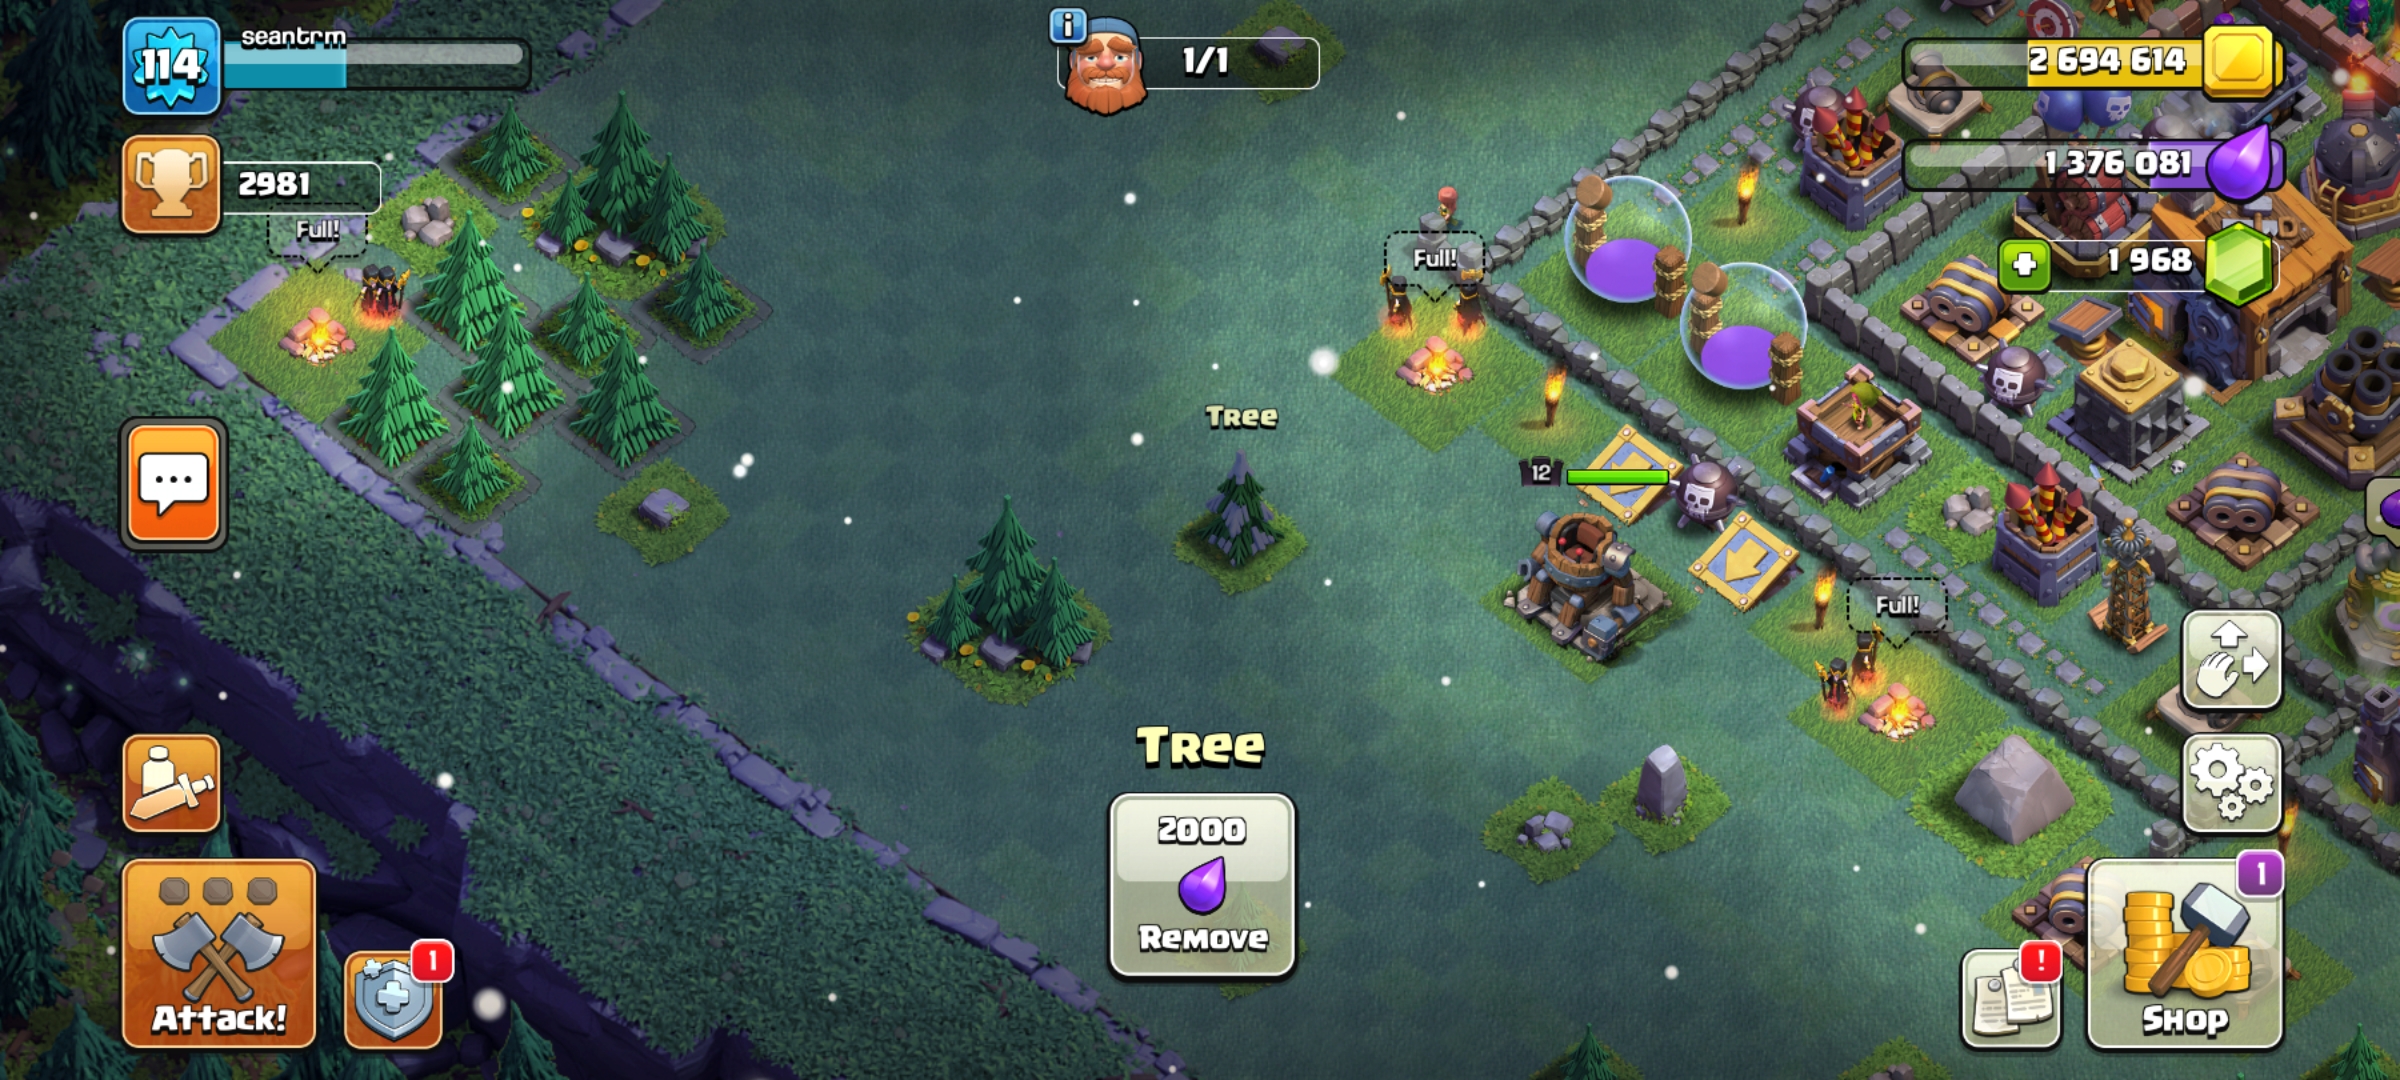 seantrm
114
1/1
2 694 614
1 376 081
2981
1 968
Full!
Full!
Tree
12
Full!
Tree
2000
Remove
1
1
!
Attack!
Shop